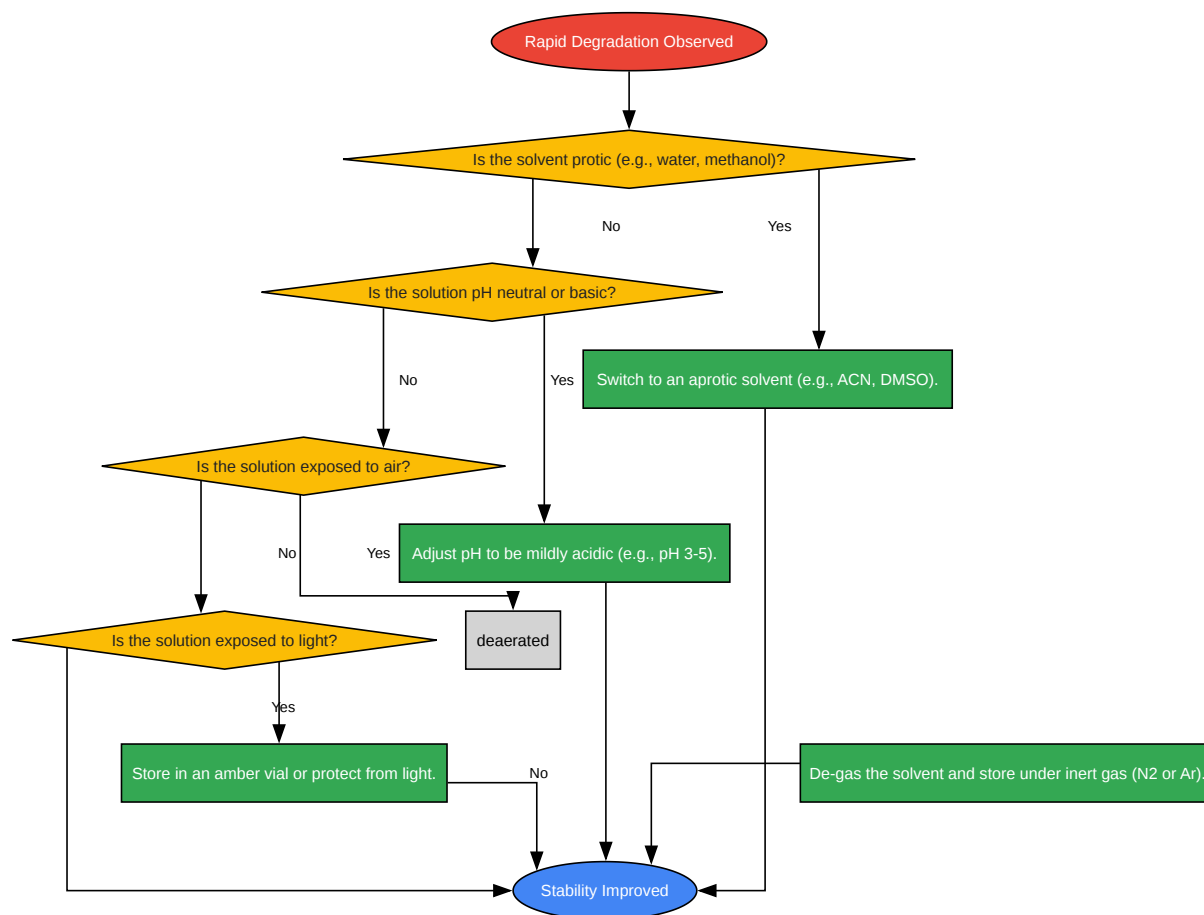 Rapid Degradation Observed
Is the solvent protic (e.g., water, methanol)?
No
Yes
Is the solution pH neutral or basic?
No
Yes
Switch to an aprotic solvent (e.g., ACN, DMSO).
Is the solution exposed to air?
No
Yes
Adjust pH to be mildly acidic (e.g., pH 3-5).
Is the solution exposed to light?
deaerated
Yes
Store in an amber vial or protect from light.
No
De-gas the solvent and store under inert gas (N2 or Ar).
Stability Improved